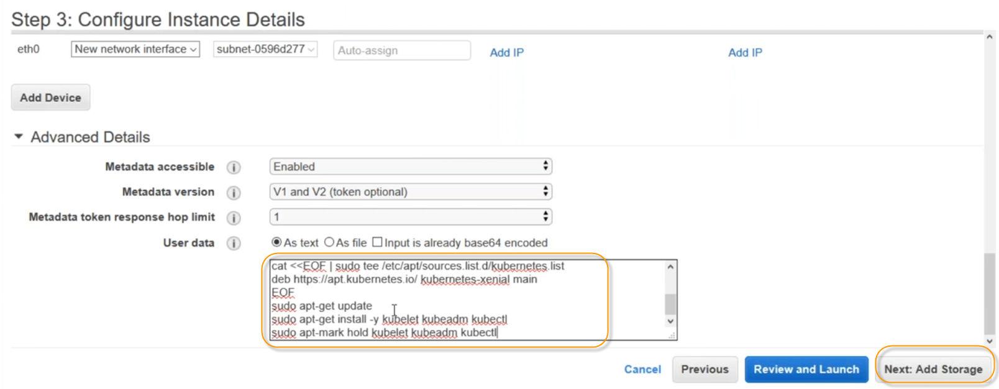 Step 3: Configure Instance Details
eth0 New network interface subnet-0596d277 Auto-assign Add IP Add IP
Add Device
Advanced Details
Metadata accessible i Enabled
Metadata version i V1 and V2 (token optional)
Metadata token response hop limit i 1
User data i As text As file Input is already base64 encoded
cat <<EOF | sudo tee /etc/apt/sources.list.d/kubernetes.list
deb https://apt.kubernetes.io/ kubernetes-xenial main
EOF
sudo apt-get update
sudo apt-get install -y kubelet kubeadm kubectl
sudo apt-mark hold kubelet kubeadm kubectl
Cancel Previous Review and Launch Next: Add Storage